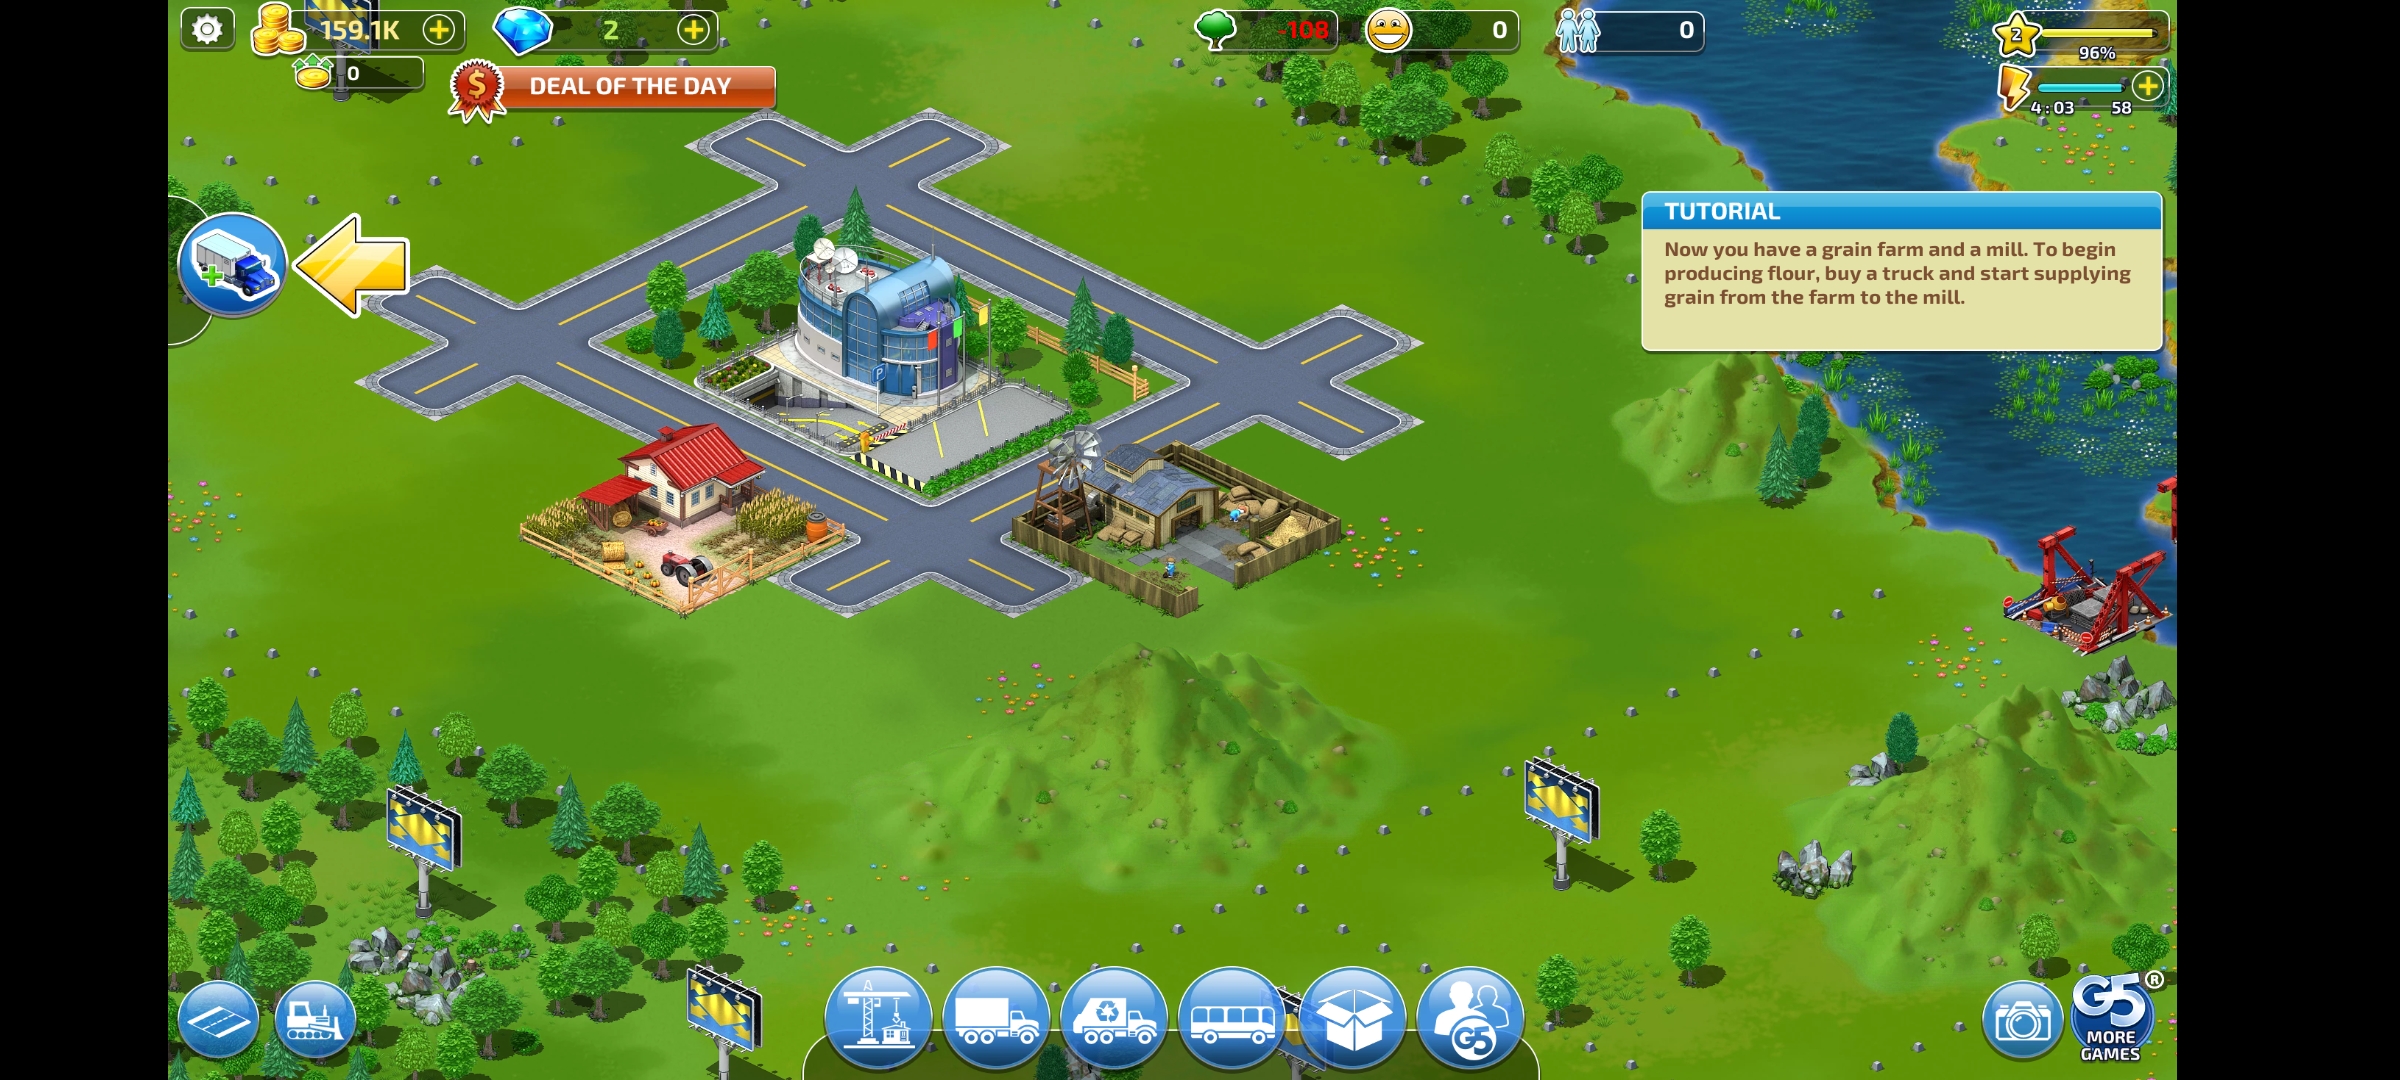 159.1K
2
-108
0
0
2
96%
0
DEAL OF THE DAY
4:03
58
TUTORIAL
Now you have a grain farm and a mill. To begin
producing flour, buy a truck and start supplying
grain from the farm to the mill.
P
G5
G5®
MORE
GAMES